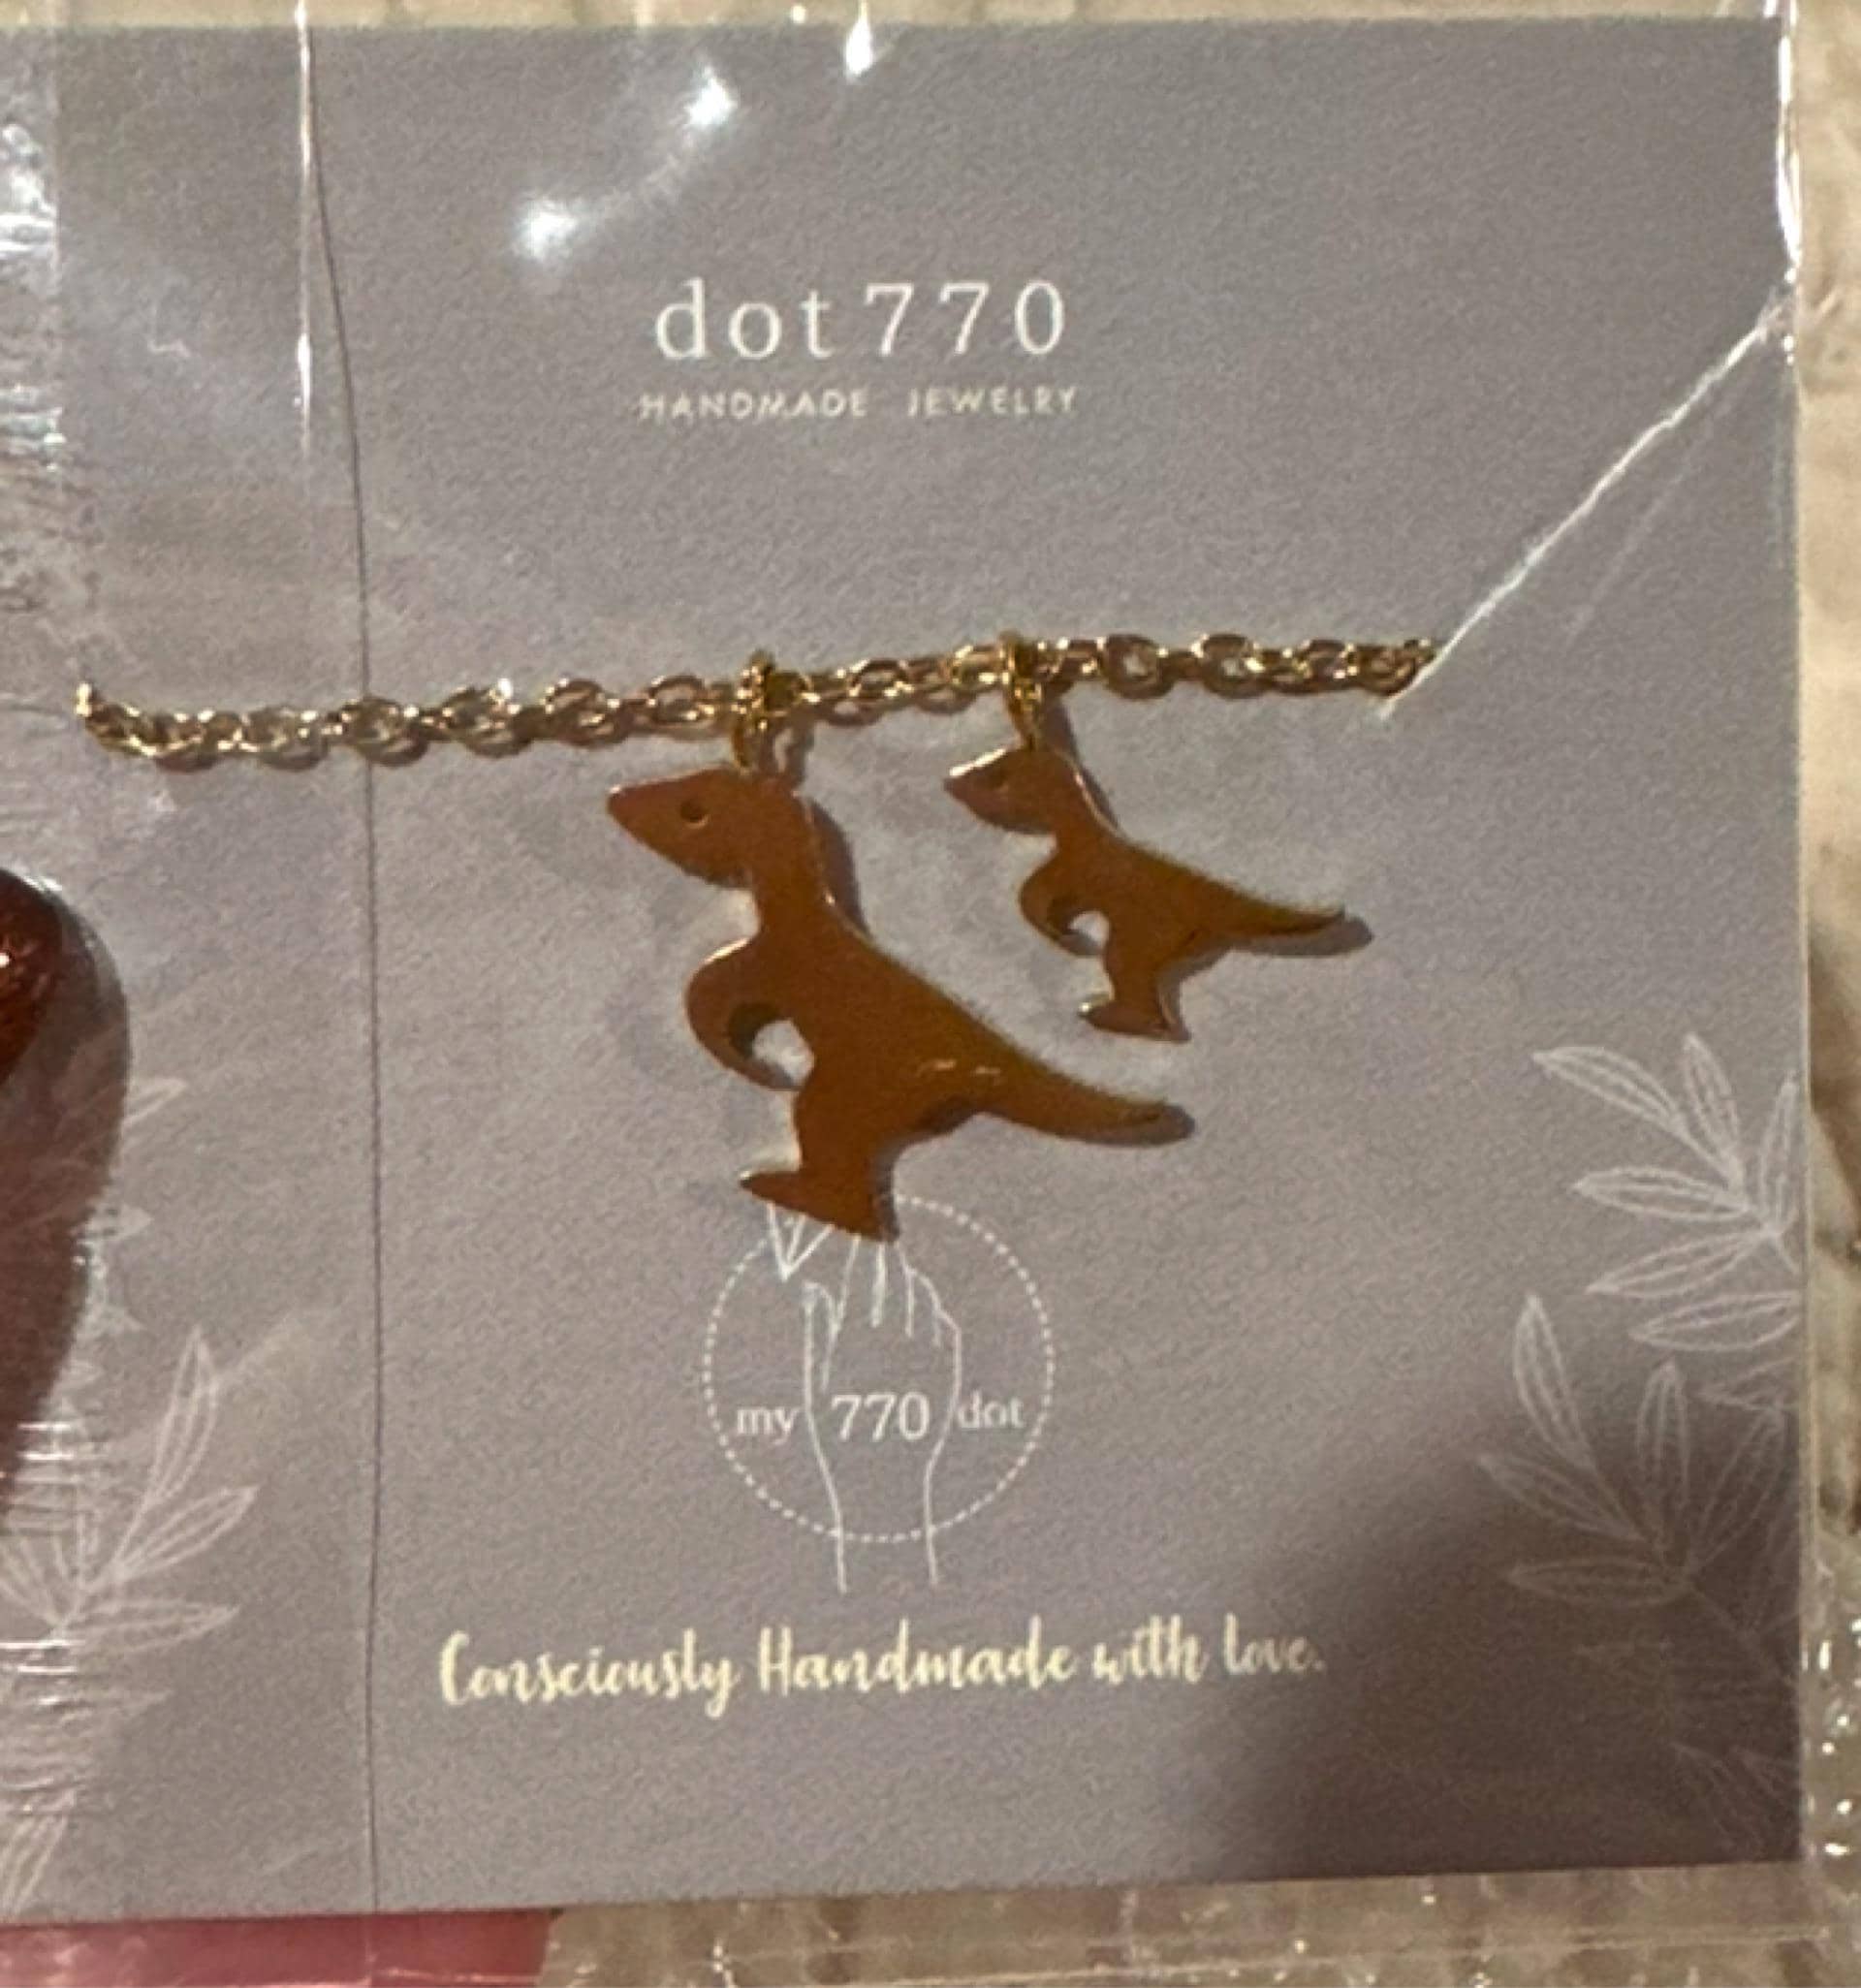 dot770
HANDMADE JEWELRY
my 770 dot
Consciously Handmade with love.